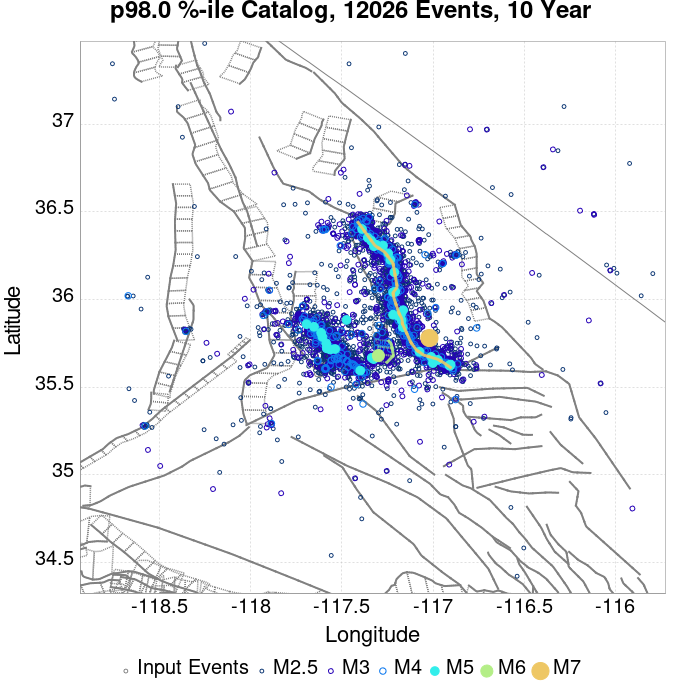 p98.0 %-ile Catalog, 12026 Events, 10 Year
Latitude
37
36.5
36
35.5
35
34.5
-118.5 -118 -117.5 -117 -116.5 -116
Longitude
Input Events M2.5 M3 M4 M5 M6 M7